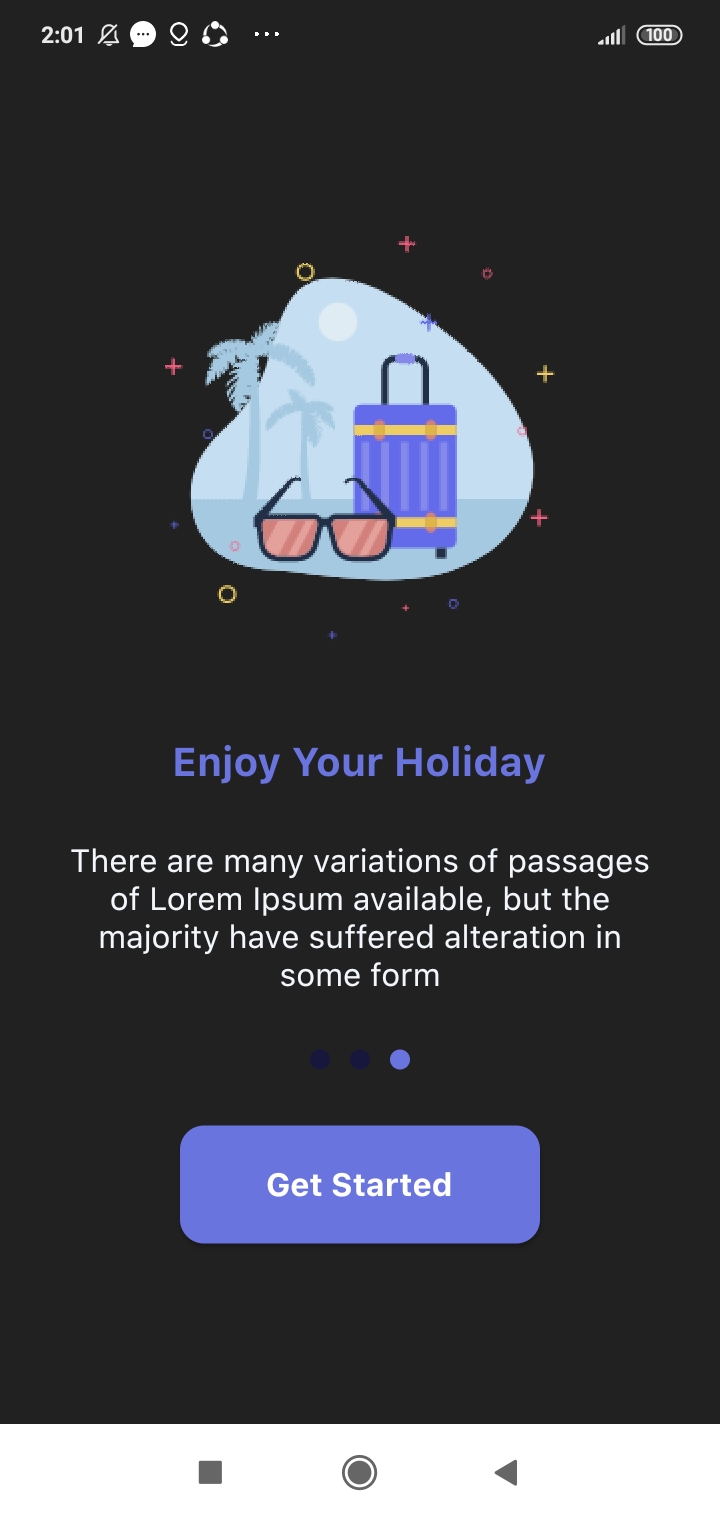 2:01
100
Enjoy Your Holiday
There are many variations of passages
of Lorem Ipsum available, but the
majority have suffered alteration in
some form
Get Started